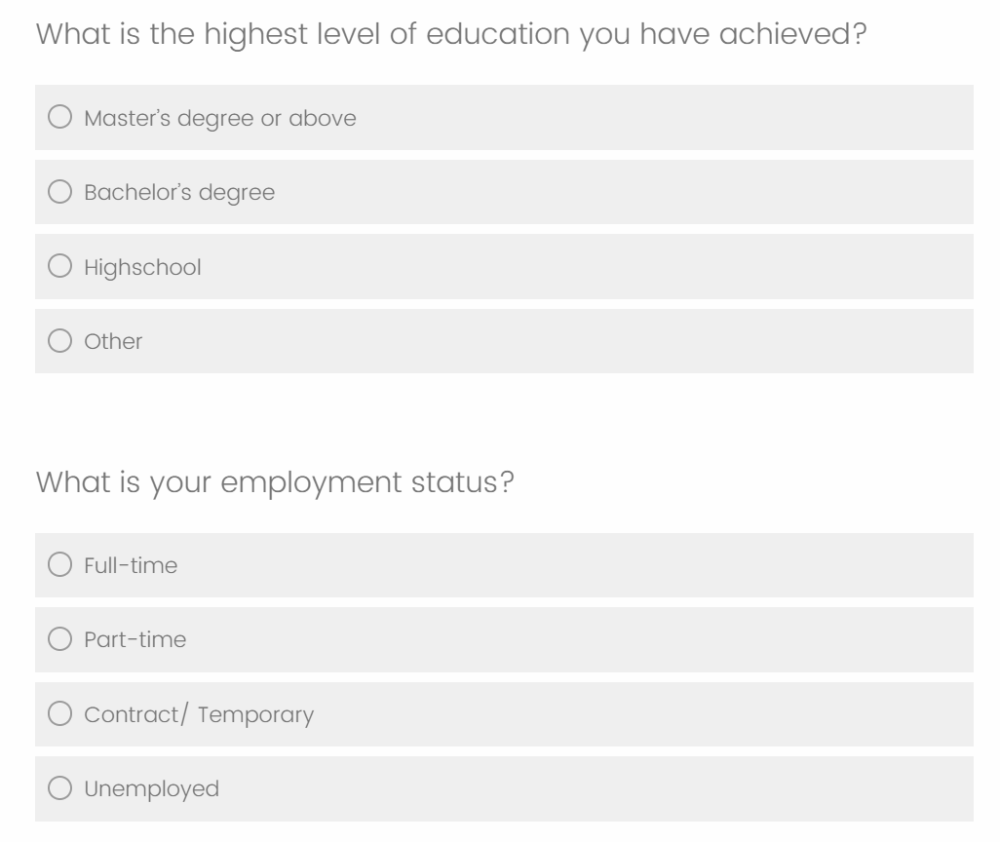 What is the highest level of education you have achieved?
Master's degree or above
Bachelor's degree
Highschool
Other
What is your employment status?
Full-time
Part-time
Contract/ Temporary
Unemployed